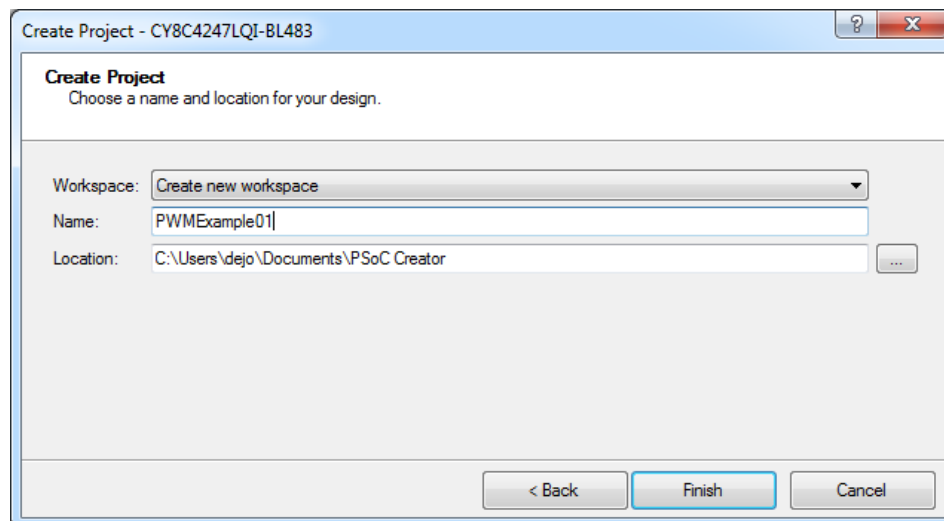 Create Project - CY8C4247LQI-BL483
Create Project
Choose a name and location for your design.
Workspace: Create new workspace
Name: PWMExample01
Location: C:\Users\dejo\Documents\PSoC Creator ...
< Back Finish Cancel